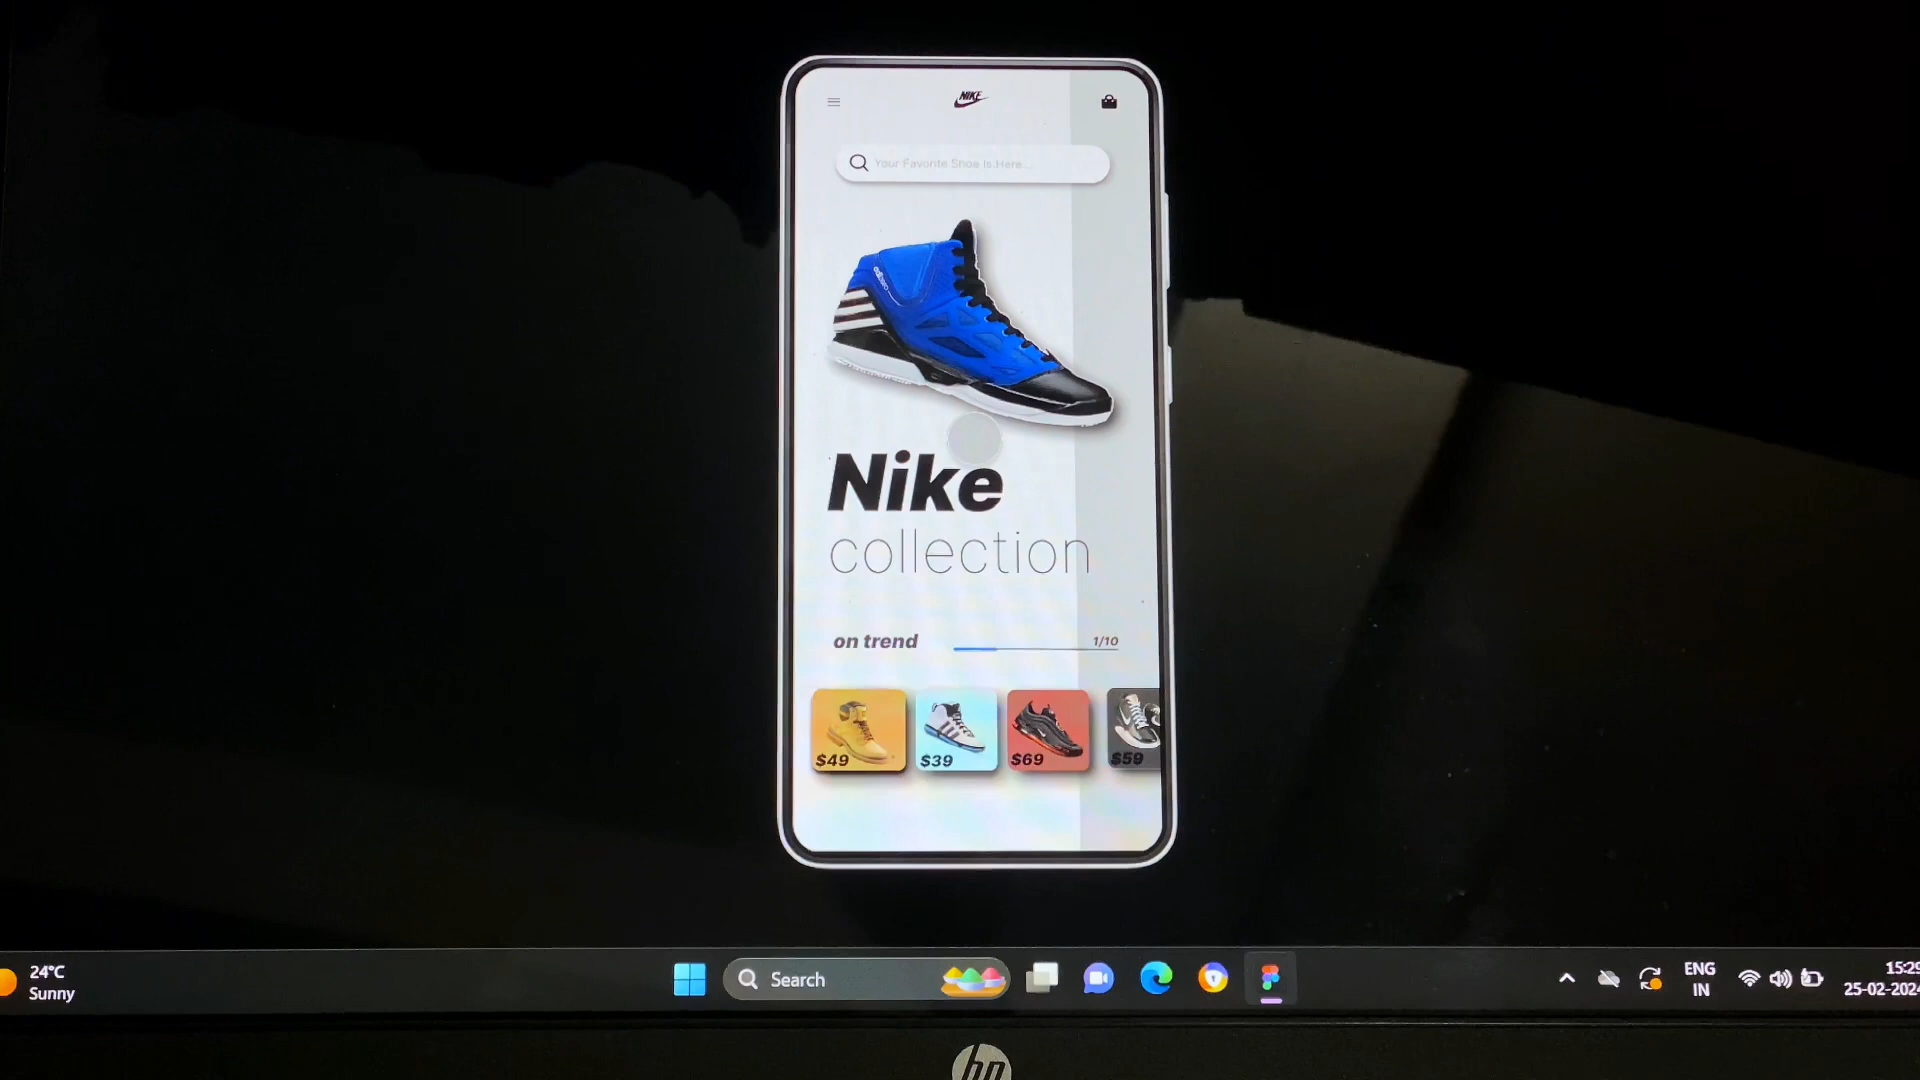 NIKE
Your Favorite Shoe Is Here...
Nike
collection
on trend
1/10
$49
$39
$69
$59
24°C
Sunny
Search
ENG
IN
15:29
25-02-2024
hp